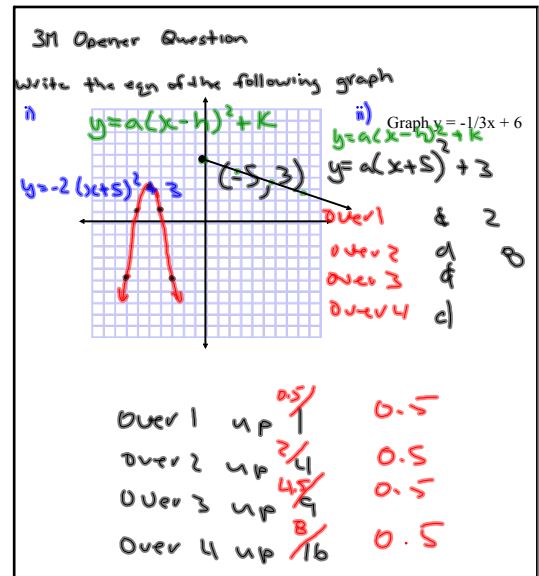 3M Opener Question
Write the eqn of the following graph
i)
y=a(x-h)²+k
ii)
Graph y = -1/3x + 6
y=a(x-h)²+k
y=a(x+5)²+3
(-5, 3)
y=-2(x+5)²+3
over 1 d 2
over 2 d 8
over 3 d
over 4 d
0.5/1
over 1 up 0.5
2/4
over 2 up 0.5
4.5/9
over 3 up 0.5
8/16
over 4 up 0.5